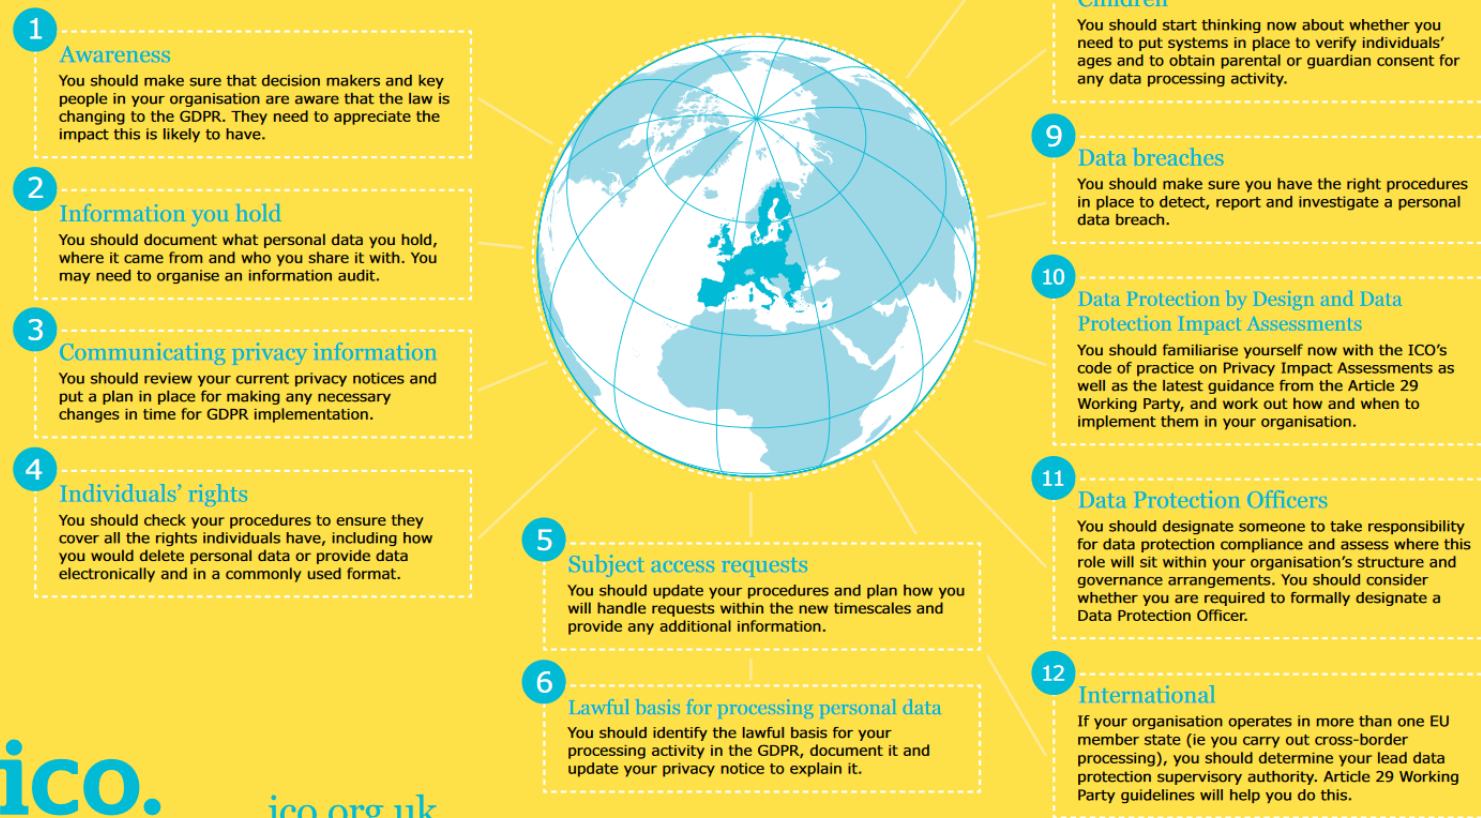 1
Awareness
You should make sure that decision makers and key
people in your organisation are aware that the law is
changing to the GDPR. They need to appreciate the
impact this is likely to have.
2
Information you hold
You should document what personal data you hold,
where it came from and who you share it with. You
may need to organise an information audit.
3
Communicating privacy information
You should review your current privacy notices and
put a plan in place for making any necessary
changes in time for GDPR implementation.
4
Individuals’ rights
You should check your procedures to ensure they
cover all the rights individuals have, including how
you would delete personal data or provide data
electronically and in a commonly used format.
5
Subject access requests
You should update your procedures and plan how you
will handle requests within the new timescales and
provide any additional information.
6
Lawful basis for processing personal data
You should identify the lawful basis for your
processing activity in the GDPR, document it and
update your privacy notice to explain it.
Children
You should start thinking now about whether you
need to put systems in place to verify individuals’
ages and to obtain parental or guardian consent for
any data processing activity.
9
Data breaches
You should make sure you have the right procedures
in place to detect, report and investigate a personal
data breach.
10
Data Protection by Design and Data
Protection Impact Assessments
You should familiarise yourself now with the ICO’s
code of practice on Privacy Impact Assessments as
well as the latest guidance from the Article 29
Working Party, and work out how and when to
implement them in your organisation.
11
Data Protection Officers
You should designate someone to take responsibility
for data protection compliance and assess where this
role will sit within your organisation’s structure and
governance arrangements. You should consider
whether you are required to formally designate a
Data Protection Officer.
12
International
If your organisation operates in more than one EU
member state (ie you carry out cross-border
processing), you should determine your lead data
protection supervisory authority. Article 29 Working
Party guidelines will help you do this.
ico.
ico.org.uk